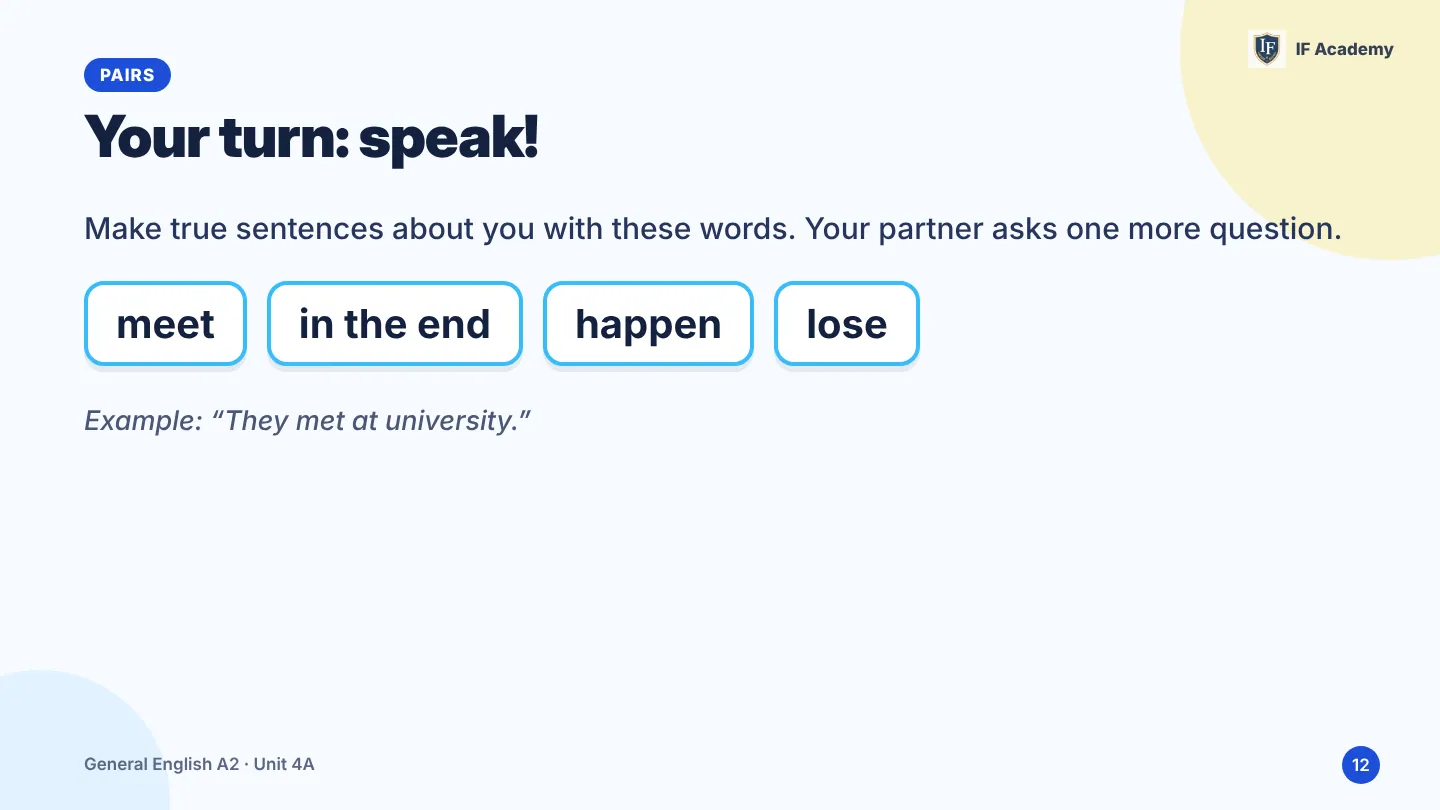 IF
IF Academy
PAIRS
Your turn: speak!
Make true sentences about you with these words. Your partner asks one more question.
meet
in the end
happen
lose
Example: “They met at university.”
General English A2 · Unit 4A
12